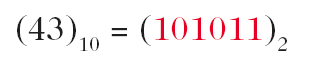 (43)₁₀ = (101011)₂